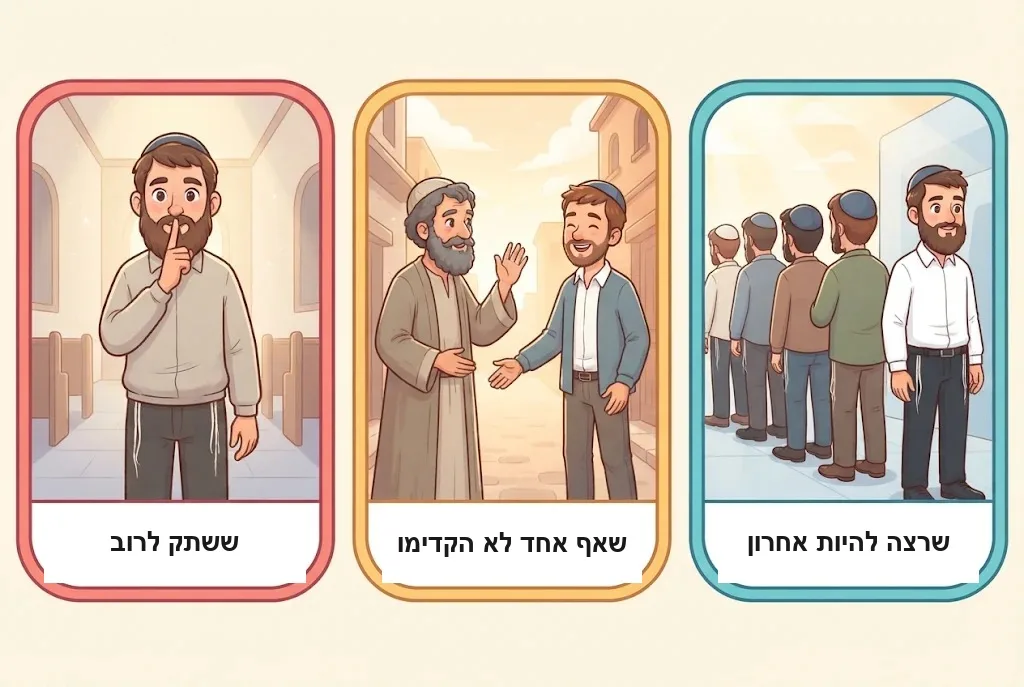 שרצה להיות אחרון
שאף אחד לא הקדימו
ששתק לרוב